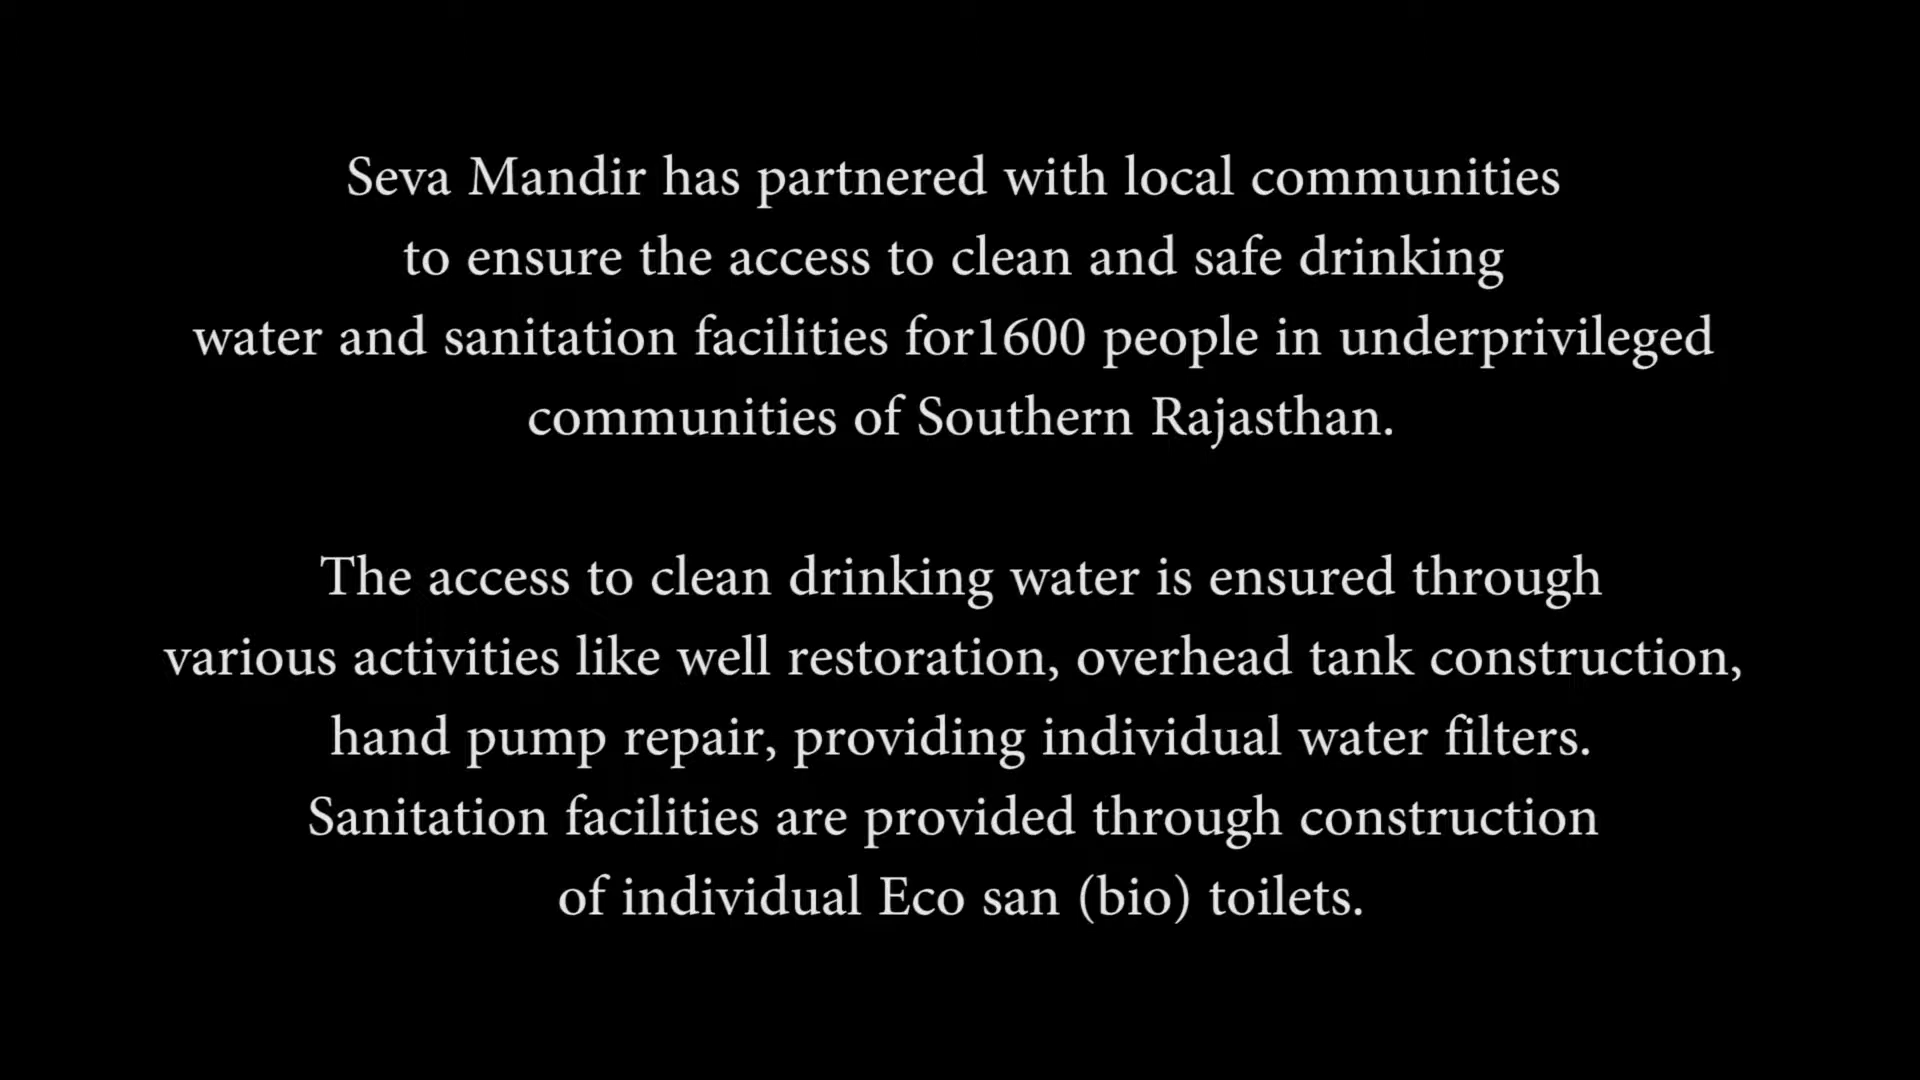 Seva Mandir has partnered with local communities
to ensure the access to clean and safe drinking
water and sanitation facilities for1600 people in underprivileged
communities of Southern Rajasthan.
The access to clean drinking water is ensured through
various activities like well restoration, overhead tank construction,
hand pump repair, providing individual water filters.
Sanitation facilities are provided through construction
of individual Eco san (bio) toilets.